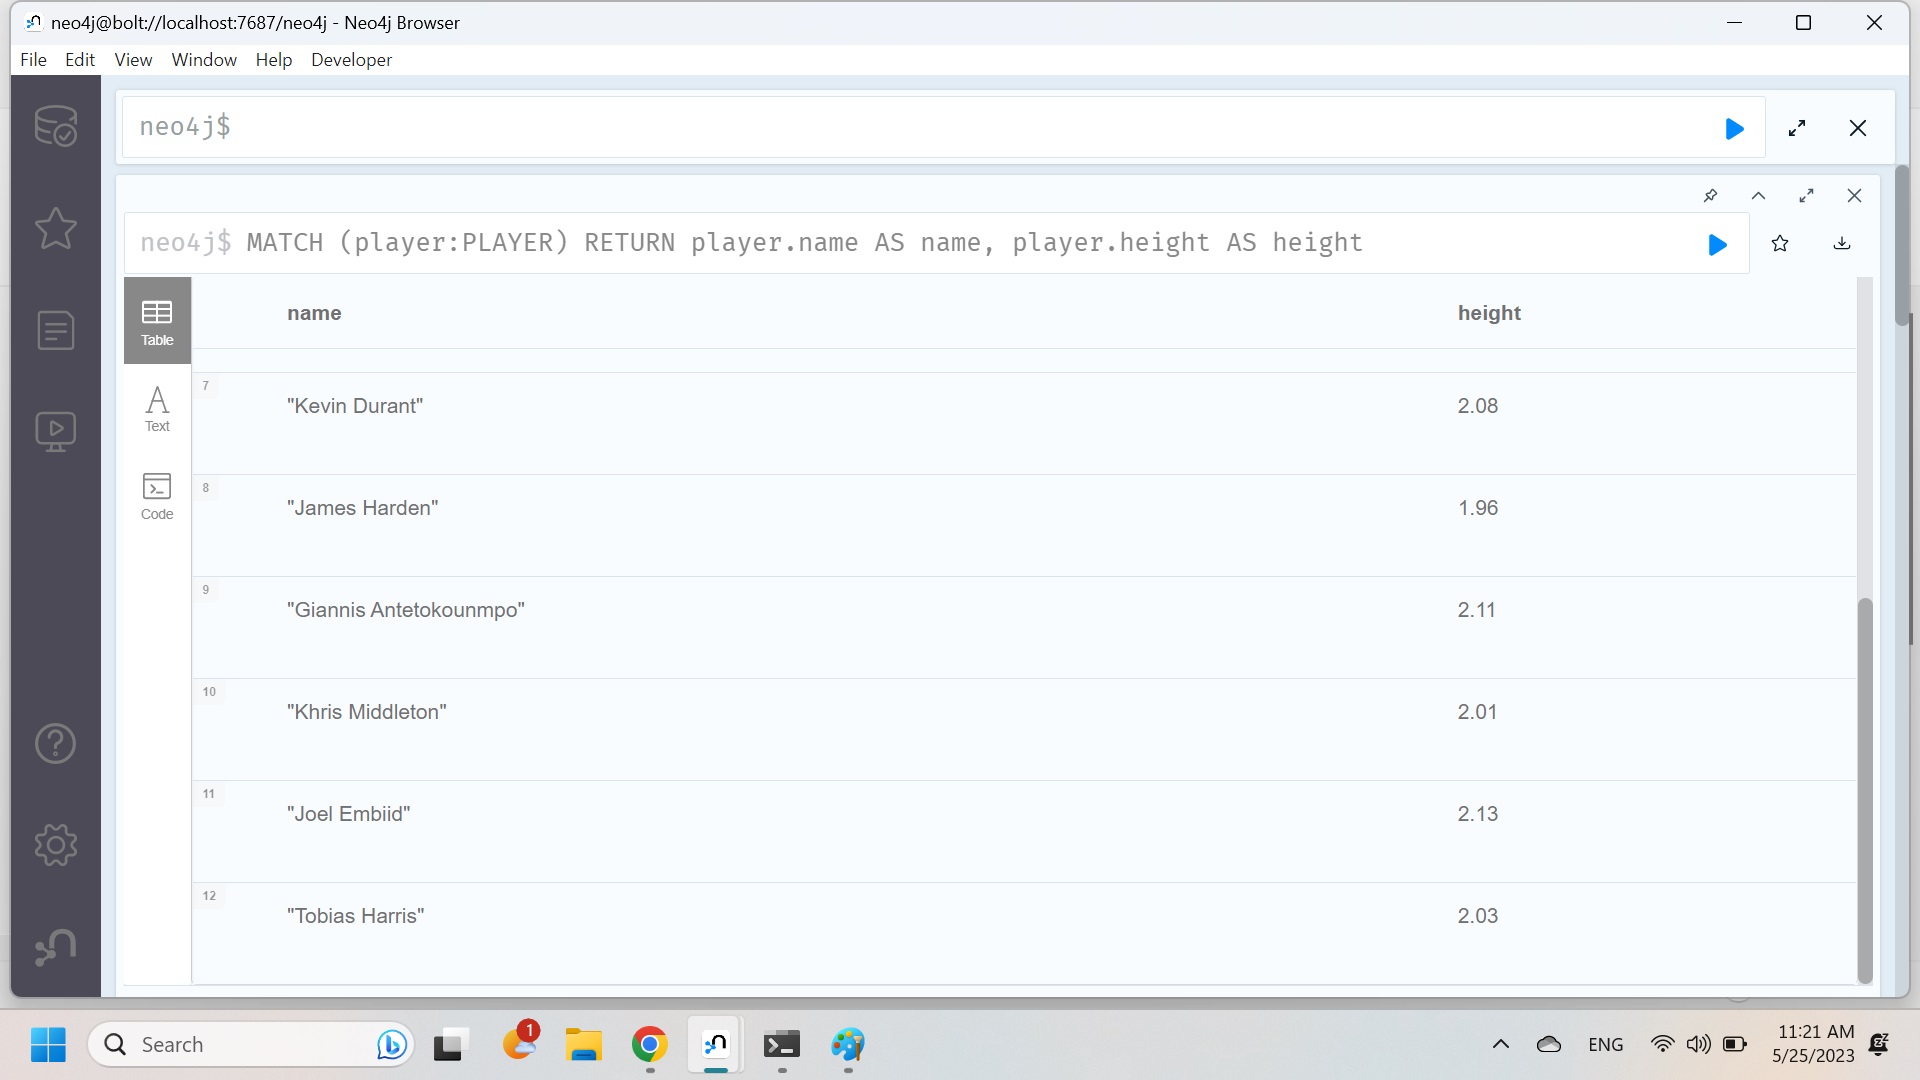 neo4j@bolt://localhost:7687/neo4j - Neo4j Browser
File Edit View Window Help Developer
neo4j$
neo4j$ MATCH (player:PLAYER) RETURN player.name AS name, player.height AS height
Table
Text
Code
name height
7 "Kevin Durant" 2.08
8 "James Harden" 1.96
9 "Giannis Antetokounmpo" 2.11
10 "Khris Middleton" 2.01
11 "Joel Embiid" 2.13
12 "Tobias Harris" 2.03
Search
1
ENG
11:21 AM
5/25/2023